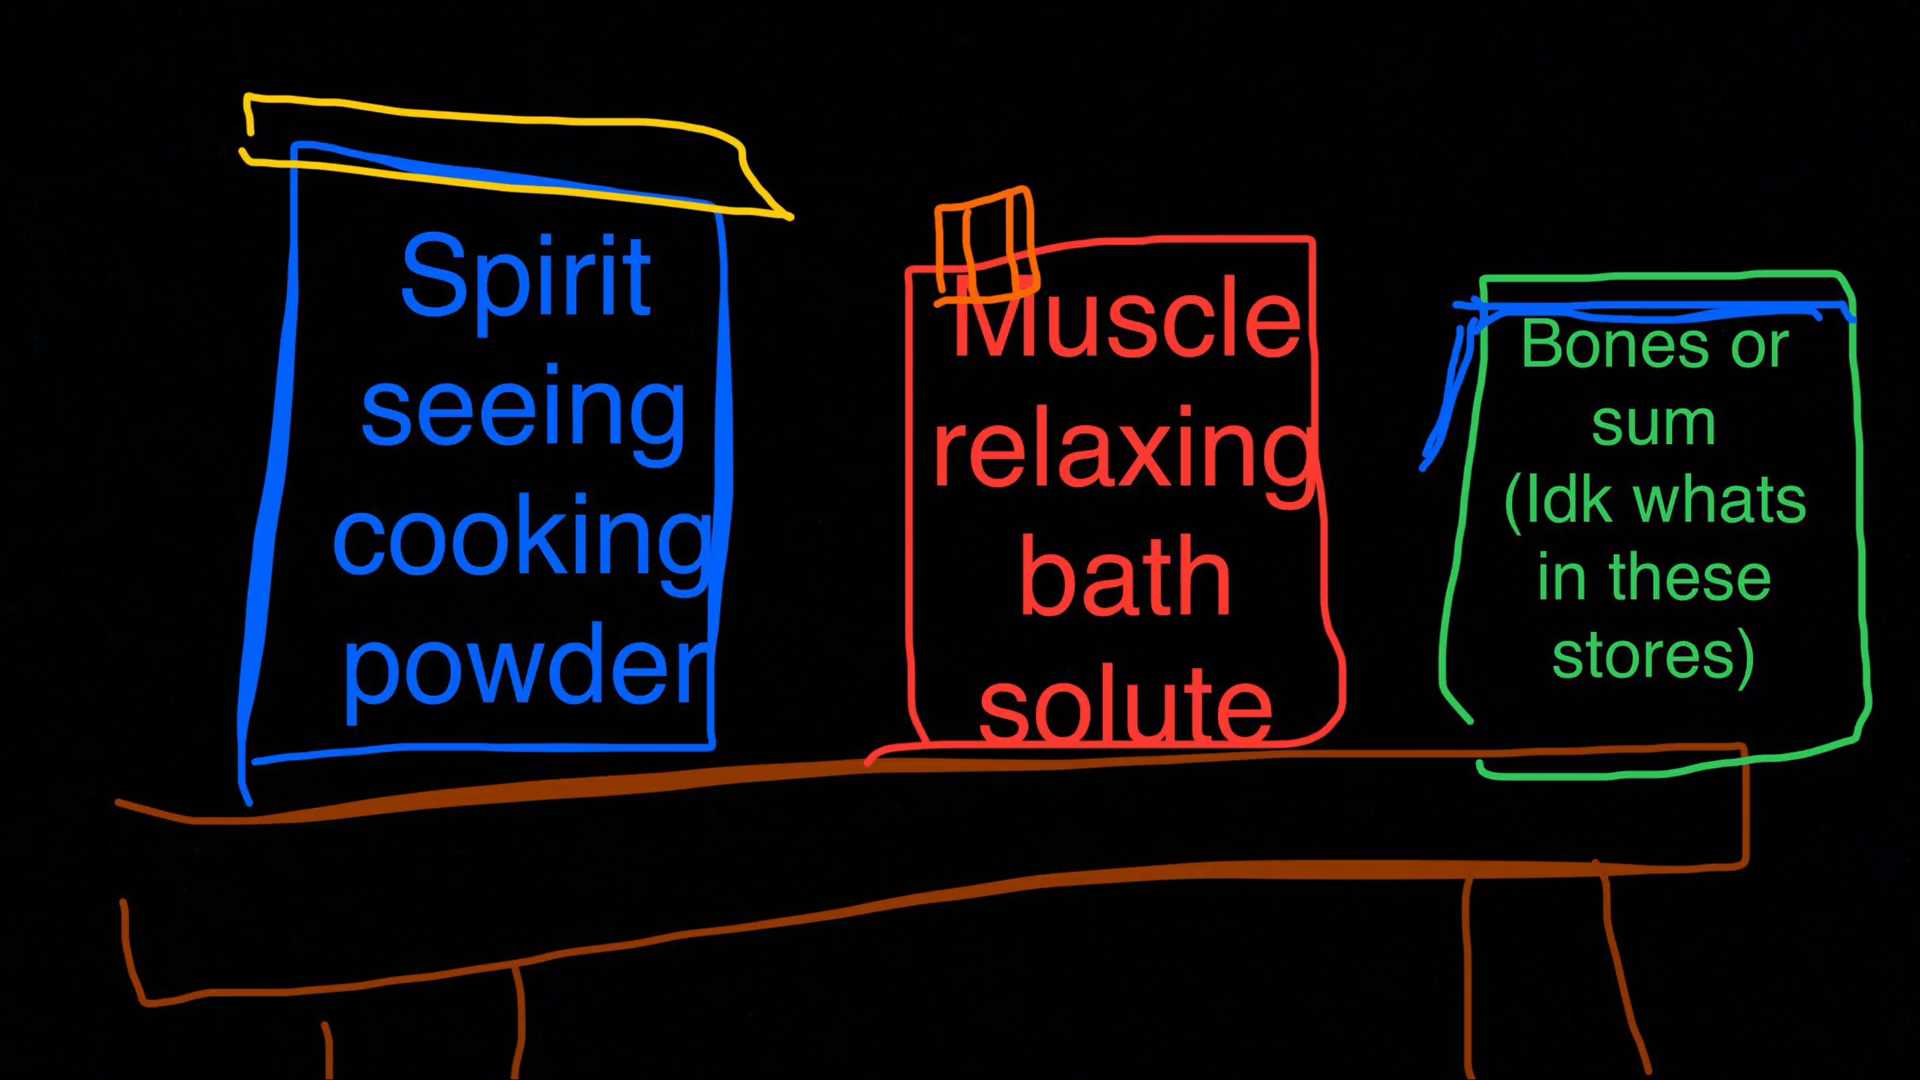 Spirit
seeing
cooking
powder
Muscle
relaxing
bath
solute
Bones or
sum
(Idk whats
in these
stores)